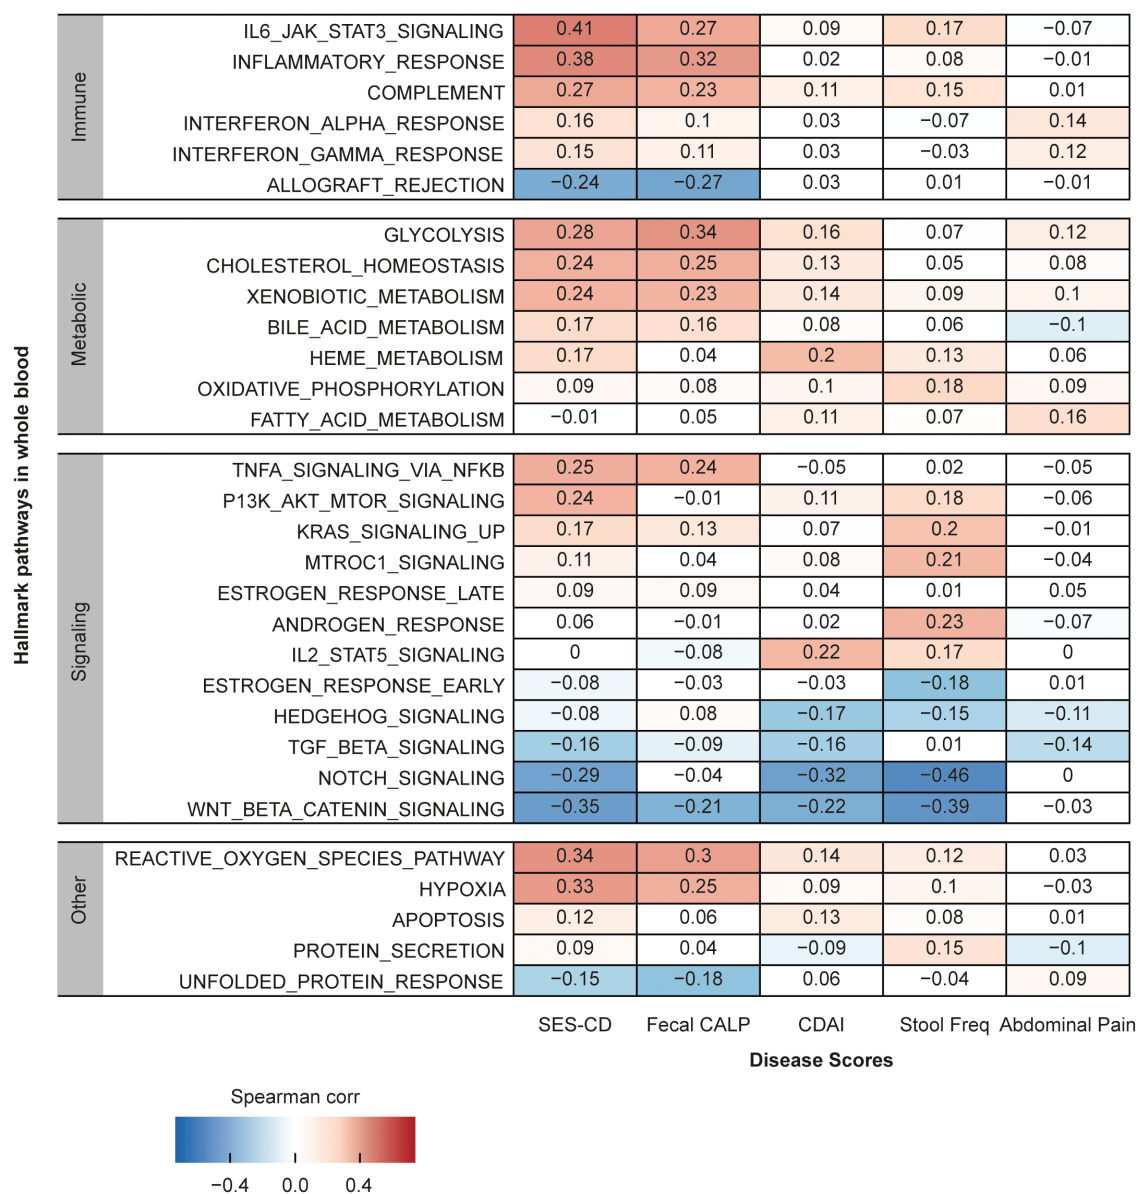 Hallmark pathways in whole blood
Immune
IL6_JAK_STAT3_SIGNALING 0.41 0.27 0.09 0.17 −0.07
INFLAMMATORY_RESPONSE 0.38 0.32 0.02 0.08 −0.01
COMPLEMENT 0.27 0.23 0.11 0.15 0.01
INTERFERON_ALPHA_RESPONSE 0.16 0.1 0.03 −0.07 0.14
INTERFERON_GAMMA_RESPONSE 0.15 0.11 0.03 −0.03 0.12
ALLOGRAFT_REJECTION −0.24 −0.27 0.03 0.01 −0.01
Metabolic
GLYCOLYSIS 0.28 0.34 0.16 0.07 0.12
CHOLESTEROL_HOMEOSTASIS 0.24 0.25 0.13 0.05 0.08
XENOBIOTIC_METABOLISM 0.24 0.23 0.14 0.09 0.1
BILE_ACID_METABOLISM 0.17 0.16 0.08 0.06 −0.1
HEME_METABOLISM 0.17 0.04 0.2 0.13 0.06
OXIDATIVE_PHOSPHORYLATION 0.09 0.08 0.1 0.18 0.09
FATTY_ACID_METABOLISM −0.01 0.05 0.11 0.07 0.16
Signaling
TNFA_SIGNALING_VIA_NFKB 0.25 0.24 −0.05 0.02 −0.05
P13K_AKT_MTOR_SIGNALING 0.24 −0.01 0.11 0.18 −0.06
KRAS_SIGNALING_UP 0.17 0.13 0.07 0.2 −0.01
MTROC1_SIGNALING 0.11 0.04 0.08 0.21 −0.04
ESTROGEN_RESPONSE_LATE 0.09 0.09 0.04 0.01 0.05
ANDROGEN_RESPONSE 0.06 −0.01 0.02 0.23 −0.07
IL2_STAT5_SIGNALING 0 −0.08 0.22 0.17 0
ESTROGEN_RESPONSE_EARLY −0.08 −0.03 −0.03 −0.18 0.01
HEDGEHOG_SIGNALING −0.08 0.08 −0.17 −0.15 −0.11
TGF_BETA_SIGNALING −0.16 −0.09 −0.16 0.01 −0.14
NOTCH_SIGNALING −0.29 −0.04 −0.32 −0.46 0
WNT_BETA_CATENIN_SIGNALING −0.35 −0.21 −0.22 −0.39 −0.03
Other
REACTIVE_OXYGEN_SPECIES_PATHWAY 0.34 0.3 0.14 0.12 0.03
HYPOXIA 0.33 0.25 0.09 0.1 −0.03
APOPTOSIS 0.12 0.06 0.13 0.08 0.01
PROTEIN_SECRETION 0.09 0.04 −0.09 0.15 −0.1
UNFOLDED_PROTEIN_RESPONSE −0.15 −0.18 0.06 −0.04 0.09
SES-CD Fecal CALP CDAI Stool Freq Abdominal Pain
Disease Scores
Spearman corr
−0.4 0.0 0.4